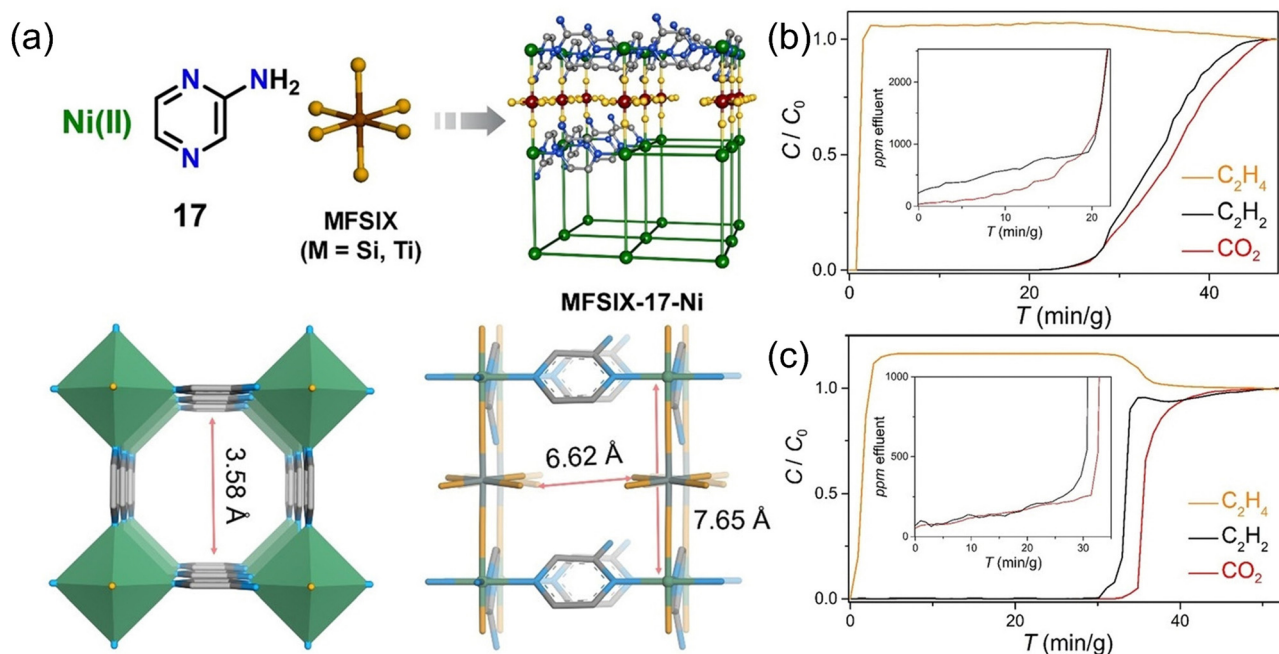 (a)
Ni(II)
N
N
NH2
17
MFSIX
(M = Si, Ti)
MFSIX-17-Ni
3.58 Å
6.62 Å
7.65 Å
(b)
C / C0
1.0
0.5
0.0
0
20
40
T (min/g)
ppm effluent
2000
1000
0
0
10
20
T (min/g)
C2H4
C2H2
CO2
(c)
C / C0
1.0
0.5
0.0
0
20
40
T (min/g)
ppm effluent
1000
500
0
0
10
20
30
T (min/g)
C2H4
C2H2
CO2